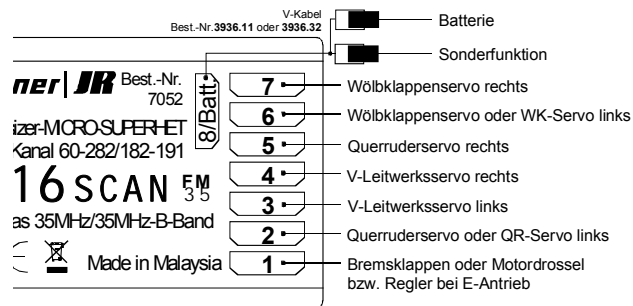 V-Kabel
Best.-Nr.3936.11 oder 3936.32
Batterie
Sonderfunktion
ner JR Best.-Nr.
7052
izer-MICRO-SUPERHET
Kanal 60-282/182-191
16 SCAN FM
35
as 35MHz/35MHz-B-Band
Made in Malaysia
8/Batt.
7 Wölbklappenservo rechts
6 Wölbklappenservo oder WK-Servo links
5 Querruderservo rechts
4 V-Leitwerksservo rechts
3 V-Leitwerksservo links
2 Querruderservo oder QR-Servo links
1 Bremsklappen oder Motordrossel
bzw. Regler bei E-Antrieb